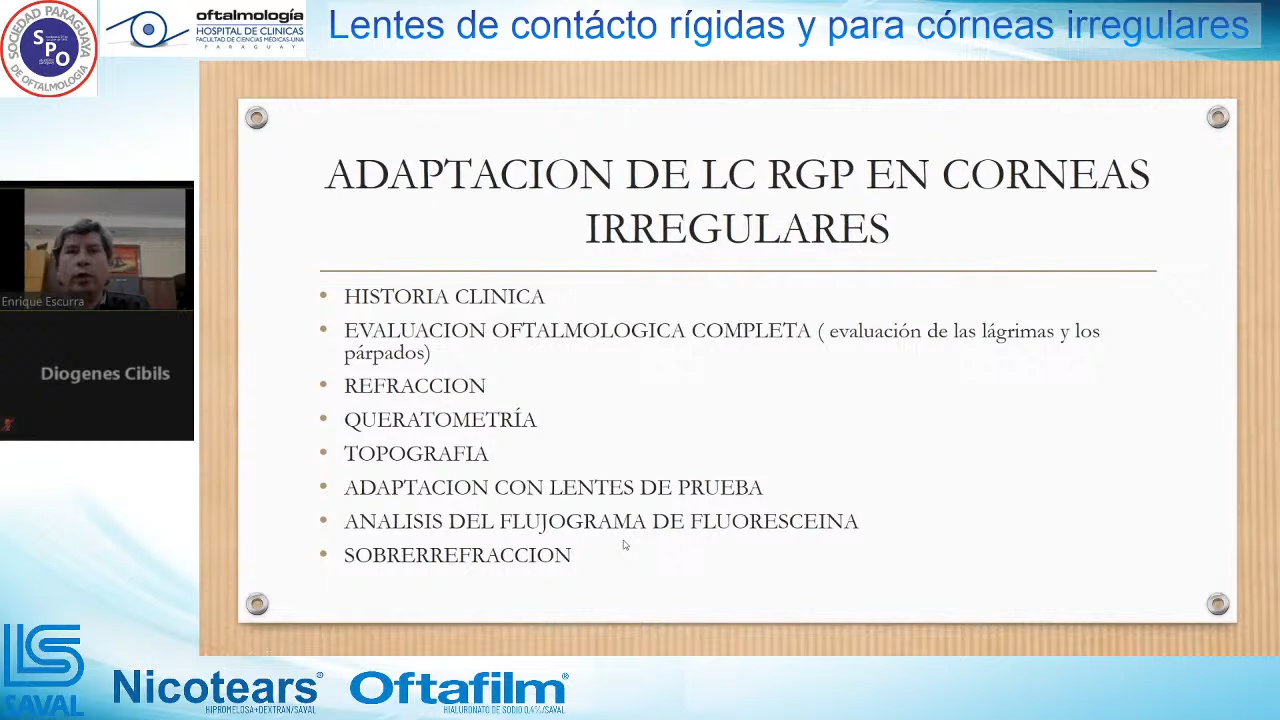 SOCIEDAD PARAGUAYA
SPO
DE OFTALMOLOGIA
oftalmología
HOSPITAL DE CLINICAS
FACULTAD DE CIENCIAS MÉDICAS-UNA
PARAGUAY
Lentes de contácto rígidas y para córneas irregulares
ADAPTACION DE LC RGP EN CORNEAS
IRREGULARES
• HISTORIA CLINICA
• EVALUACION OFTALMOLOGICA COMPLETA ( evaluación de las lágrimas y los
párpados)
• REFRACCION
• QUERATOMETRÍA
• TOPOGRAFIA
• ADAPTACION CON LENTES DE PRUEBA
• ANALISIS DEL FLUJOGRAMA DE FLUORESCEINA
• SOBRERREFRACCION
Enrique Escurra
Diogenes Cibils
LS
SAVAL
Nicotears®
HIPROMELOSA+DEXTRAN/SAVAL
Oftafilm®
HIALURONATO DE SODIO 0.4%/SAVAL